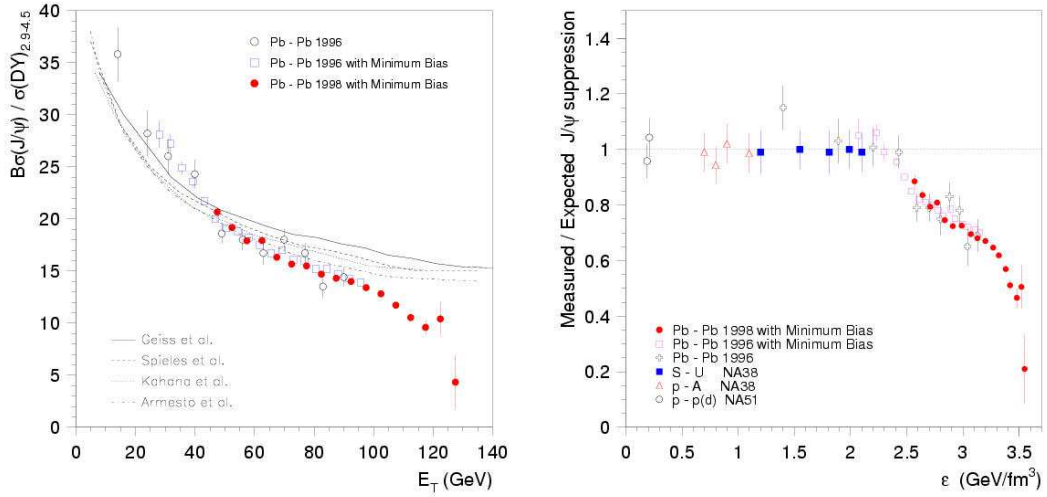 Bσ(J/ψ) / σ(DY)2.9-4.5
40
35
30
25
20
15
10
5
0
Pb - Pb 1996
Pb - Pb 1996 with Minimum Bias
Pb - Pb 1998 with Minimum Bias
Geiss et al.
Spieles et al.
Kahana et al.
Armesto et al.
0 20 40 60 80 100 120 140
E_T (GeV)
Measured / Expected J/ψ suppression
1.4
1.2
1
0.8
0.6
0.4
0.2
0
Pb - Pb 1998 with Minimum Bias
Pb - Pb 1996 with Minimum Bias
Pb - Pb 1996
S - U NA38
p - A NA38
p - p(d) NA51
0 0.5 1 1.5 2 2.5 3 3.5
ε (GeV/fm³)